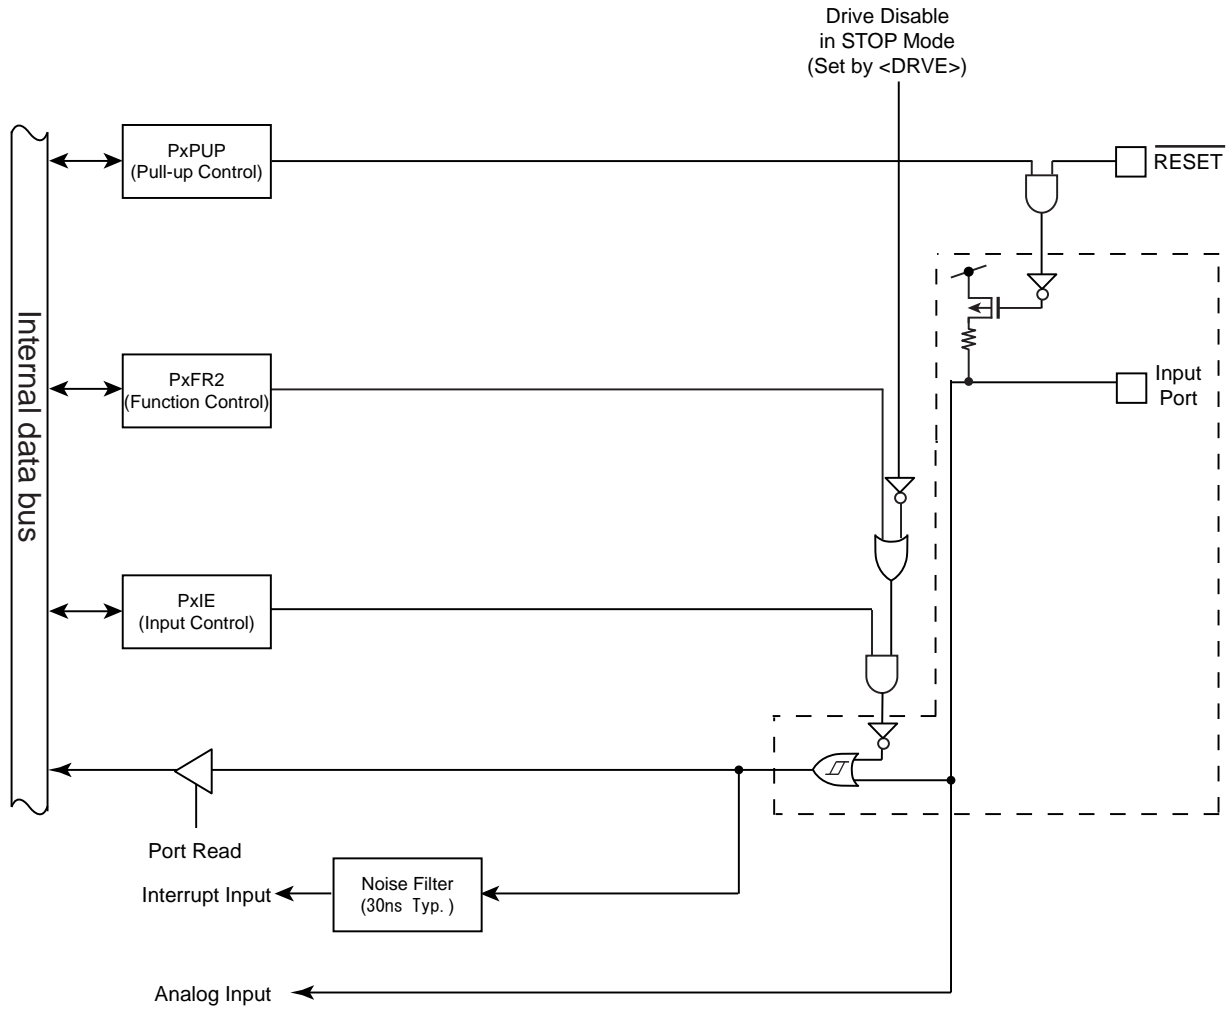 Drive Disable
in STOP Mode
(Set by <DRVE>)
PxPUP
(Pull-up Control)
RESET
Internal data bus
PxFR2
(Function Control)
Input
Port
PxIE
(Input Control)
Port Read
Interrupt Input
Noise Filter
(30ns Typ.)
Analog Input